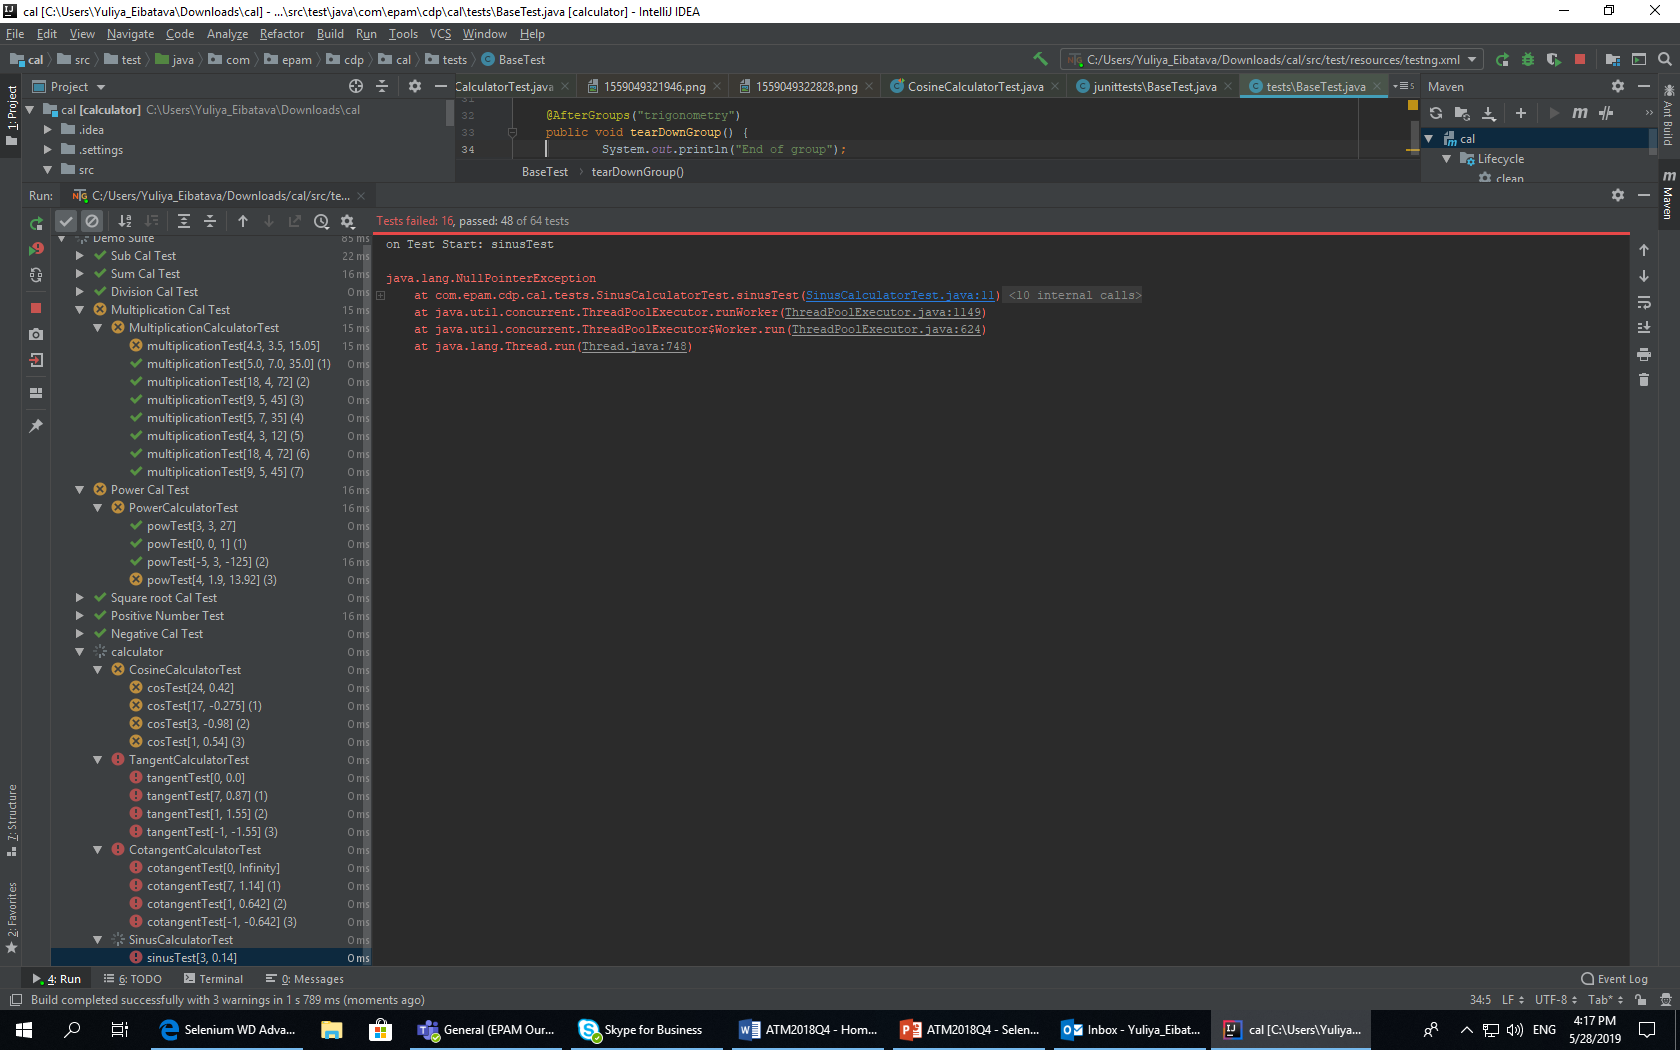 cal [C:\Users\Yuliya_Eibatava\Downloads\cal] - ...\src\test\java\com\epam\cdp\cal\tests\BaseTest.java [calculator] - IntelliJ IDEA
File Edit View Navigate Code Analyze Refactor Build Run Tools VCS Window Help
cal src test java com epam cdp cal tests BaseTest C:/Users/Yuliya_Eibatava/Downloads/cal/src/test/resources/testng.xml
Project CalculatorTest.java 1559049321946.png 1559049322828.png CosineCalculatorTest.java junittests\BaseTest.java tests\BaseTest.java Maven
cal [calculator] C:\Users\Yuliya_Eibatava\Downloads\cal
.idea
.settings
src
32 @AfterGroups("trigonometry")
33 public void tearDownGroup() {
34 System.out.println("End of group");
BaseTest tearDownGroup()
cal
Lifecycle
clean
1: Project
Ant Build
Maven
Run: C:/Users/Yuliya_Eibatava/Downloads/cal/src/te...
Tests failed: 16, passed: 48 of 64 tests
Demo Suite 65 ms
Sub Cal Test 22 ms
Sum Cal Test 16 ms
Division Cal Test 15 ms
Multiplication Cal Test 15 ms
MultiplicationCalculatorTest 15 ms
multiplicationTest[4.3, 3.5, 15.05] 15 ms
multiplicationTest[5.0, 7.0, 35.0] (1) 0 ms
multiplicationTest[18, 4, 72] (2) 0 ms
multiplicationTest[9, 5, 45] (3) 0 ms
multiplicationTest[5, 7, 35] (4) 0 ms
multiplicationTest[4, 3, 12] (5) 0 ms
multiplicationTest[18, 4, 72] (6) 0 ms
multiplicationTest[9, 5, 45] (7) 0 ms
Power Cal Test 16 ms
PowerCalculatorTest 16 ms
powTest[3, 3, 27] 0 ms
powTest[0, 0, 1] (1) 0 ms
powTest[-5, 3, -125] (2) 16 ms
powTest[4, 1.9, 13.92] (3) 0 ms
Square root Cal Test 0 ms
Positive Number Test 16 ms
Negative Cal Test 0 ms
calculator 0 ms
CosineCalculatorTest 0 ms
cosTest[24, 0.42] 0 ms
cosTest[17, -0.275] (1) 0 ms
cosTest[3, -0.98] (2) 0 ms
cosTest[1, 0.54] (3) 0 ms
TangentCalculatorTest 0 ms
tangentTest[0, 0.0] 0 ms
tangentTest[7, 0.87] (1) 0 ms
tangentTest[1, 1.55] (2) 0 ms
tangentTest[-1, -1.55] (3) 0 ms
CotangentCalculatorTest 0 ms
cotangentTest[0, Infinity] 0 ms
cotangentTest[7, 1.14] (1) 0 ms
cotangentTest[1, 0.642] (2) 0 ms
cotangentTest[-1, -0.642] (3) 0 ms
SinusCalculatorTest 0 ms
sinusTest[3, 0.14] 0 ms
on Test Start: sinusTest
java.lang.NullPointerException
at com.epam.cdp.cal.tests.SinusCalculatorTest.sinusTest(SinusCalculatorTest.java:11) <10 internal calls>
at java.util.concurrent.ThreadPoolExecutor.runWorker(ThreadPoolExecutor.java:1149)
at java.util.concurrent.ThreadPoolExecutor$Worker.run(ThreadPoolExecutor.java:624)
at java.lang.Thread.run(Thread.java:748)
7: Structure
2: Favorites
4: Run 6: TODO Terminal 0: Messages Event Log
Build completed successfully with 3 warnings in 1 s 789 ms (moments ago) 34:5 LF UTF-8 Tab*
Selenium WD Adva... General (EPAM Our... Skype for Business ATM2018Q4 - Hom... ATM2018Q4 - Selen... Inbox - Yuliya_Eibat... cal [C:\Users\Yuliya... ENG 4:17 PM
5/28/2019